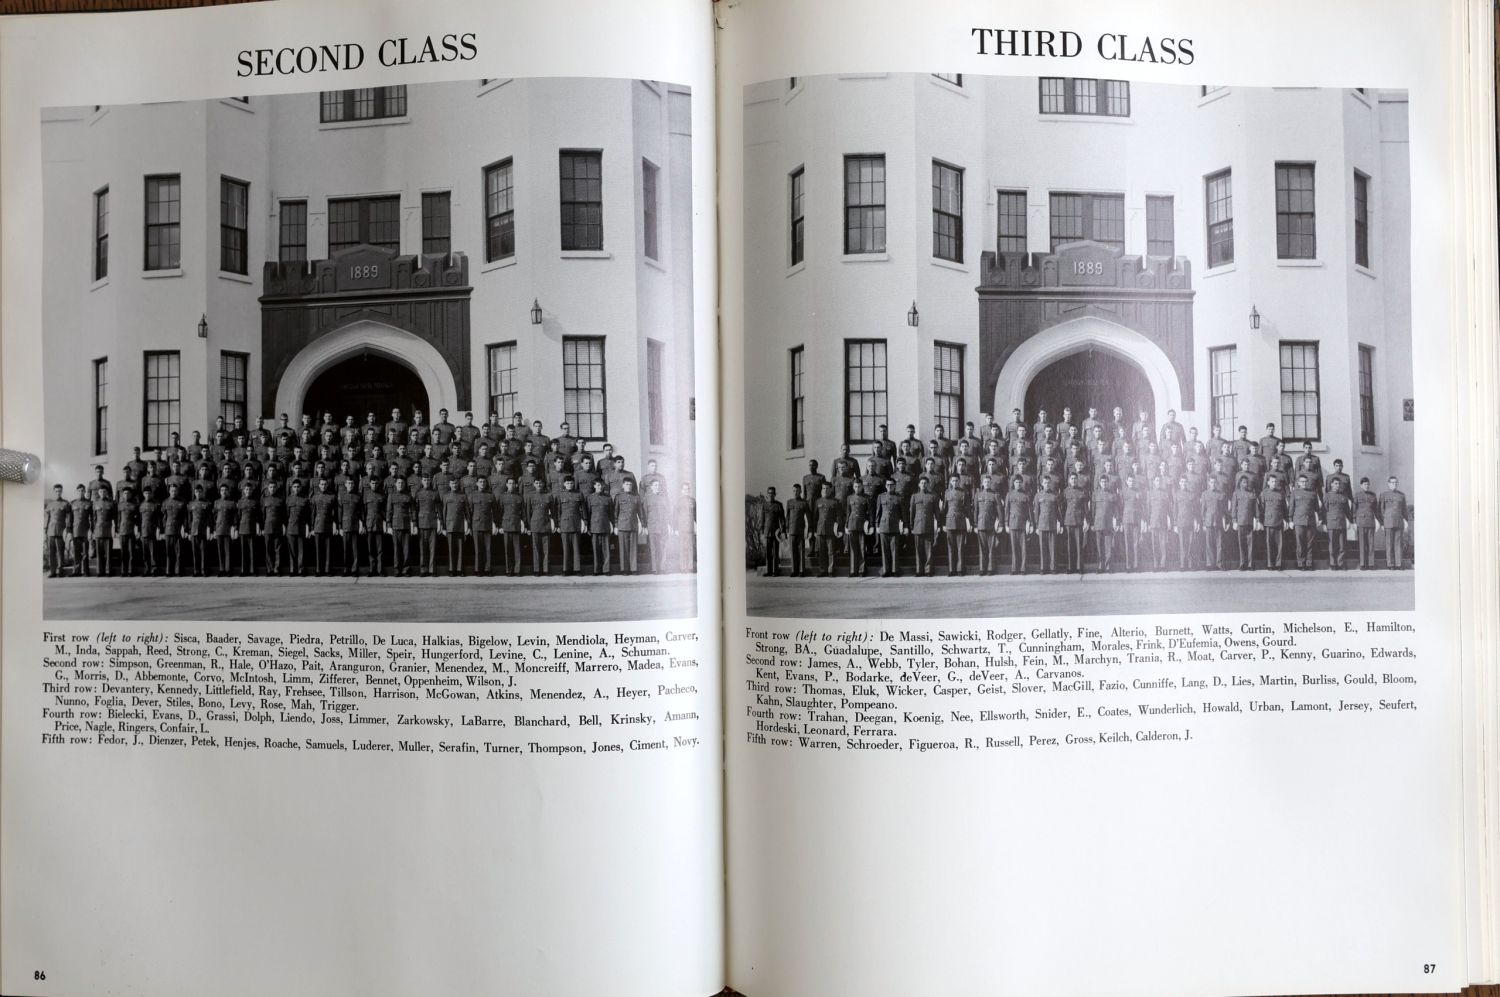 SECOND CLASS
1889
First row (left to right): Sisca, Baader, Savage, Piedra, Petrillo, De Luca, Halkias, Bigelow, Levin, Mendiola, Heyman, Carver,
M., Inda, Sappah, Reed, Strong, C., Kreman, Siegel, Sacks, Miller, Speir, Hungerford, Levine, C., Lenine, A., Schuman.
Second row: Simpson, Greenman, R., Hale, O'Hazo, Pait, Aranguron, Granier, Menendez, M., Moncreiff, Marrero, Madea, Evans,
G., Morris, D., Abbemonte, Corvo, McIntosh, Limm, Zifferer, Bennet, Oppenheim, Wilson, J.
Third row: Devantery, Kennedy, Littlefield, Ray, Frehsee, Tillson, Harrison, McGowan, Atkins, Menendez, A., Heyer, Pacheco,
Nunno, Foglia, Dever, Stiles, Bono, Levy, Rose, Mah, Trigger.
Fourth row: Bielecki, Evans, D., Grassi, Dolph, Liendo, Joss, Limmer, Zarkowsky, LaBarre, Blanchard, Bell, Krinsky, Amann,
Price, Nagle, Ringers, Confair, L.
Fifth row: Fedor, J., Dienzer, Petek, Henjes, Roache, Samuels, Luderer, Muller, Serafin, Turner, Thompson, Jones, Ciment, Novy.
86
THIRD CLASS
1889
Front row (left to right): De Massi, Sawicki, Rodger, Gellatly, Fine, Alterio, Burnett, Watts, Curtin, Michelson, E., Hamilton,
Strong, BA., Guadalupe, Santillo, Schwartz, T., Cunningham, Morales, Frink, D'Eufemia, Owens, Gourd.
Second row: James, A., Webb, Tyler, Bohan, Hulsh, Fein, M., Marchyn, Trania, R., Moat, Carver, P., Kenny, Guarino, Edwards,
Kent, Evans, P., Bodarke, deVeer, G., deVeer, A., Carvanos.
Third row: Thomas, Eluk, Wicker, Casper, Geist, Slover, MacGill, Fazio, Cunniffe, Lang, D., Lies, Martin, Burliss, Gould, Bloom,
Kahn, Slaughter, Pompeano.
Fourth row: Trahan, Deegan, Koenig, Nee, Ellsworth, Snider, E., Coates, Wunderlich, Howald, Urban, Lamont, Jersey, Seufert,
Hordeski, Leonard, Ferrara.
Fifth row: Warren, Schroeder, Figueroa, R., Russell, Perez, Gross, Keilch, Calderon, J.
87